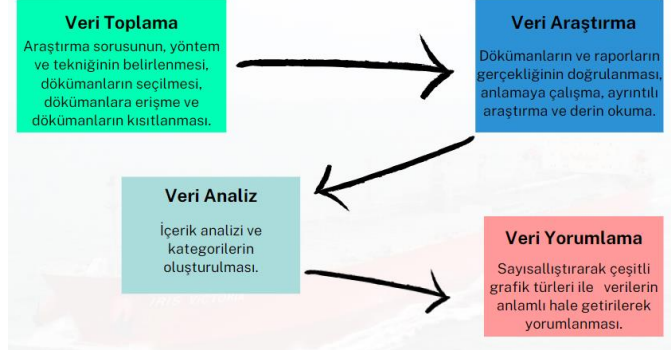 Veri Toplama
Araştırma sorusunun, yöntem
ve tekniğinin belirlenmesi,
dökümanların seçilmesi,
dökümanlara erişme ve
dökümanların kısıtlanması.
Veri Araştırma
Dökümanların ve raporların
gerçekliğinin doğrulanması,
anlamaya çalışma, ayrıntılı
araştırma ve derin okuma.
Veri Analiz
İçerik analizi ve
kategorilerin
oluşturulması.
Veri Yorumlama
Sayısallıştırarak çeşitli
grafik türleri ile verilerin
anlamlı hale getirilerek
yorumlanması.